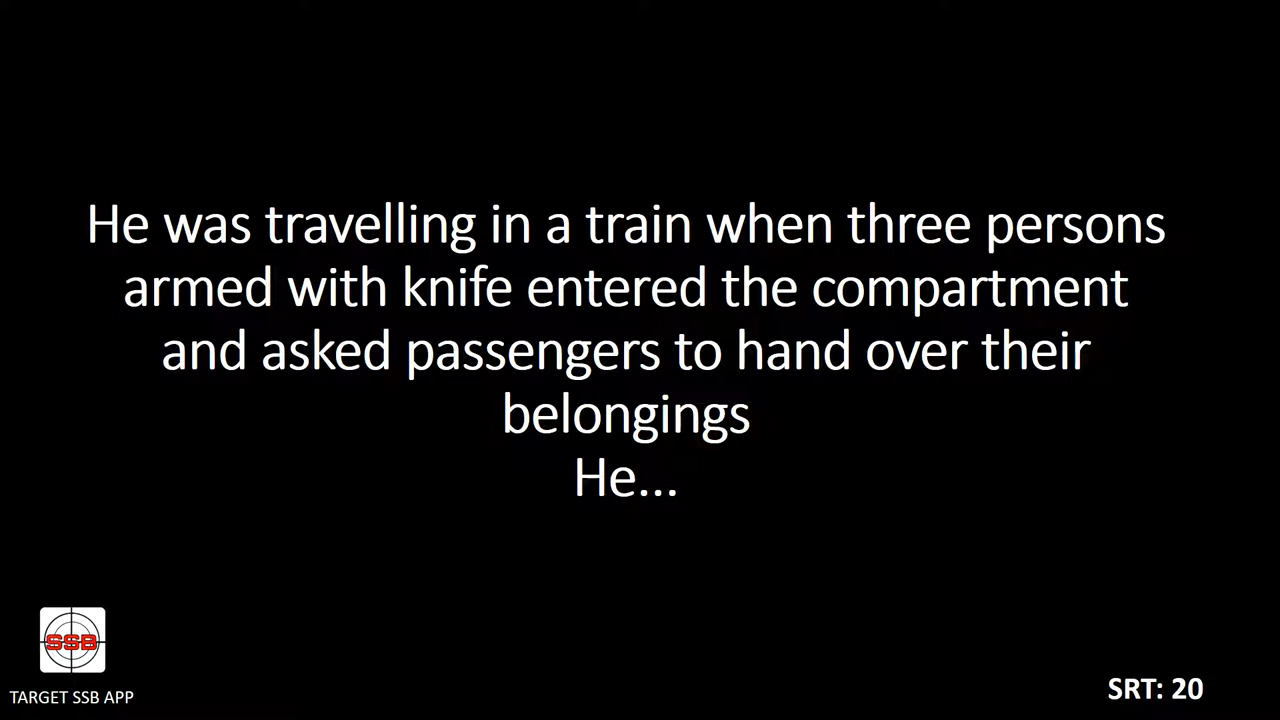 He was travelling in a train when three persons
armed with knife entered the compartment
and asked passengers to hand over their
belongings
He...
SSB
TARGET SSB APP
SRT: 20